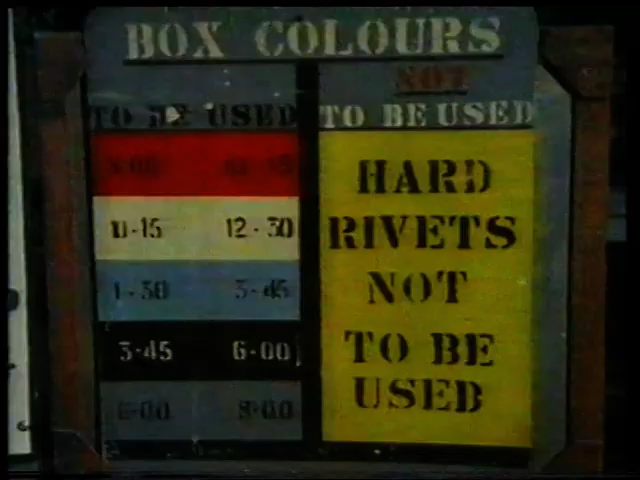 BOX COLOURS
TO BE USED
11-15 12-30
1-30 3-45
3-45 6-00
6-00 8-00
NOT
TO BE USED
HARD
RIVETS
NOT
TO BE
USED